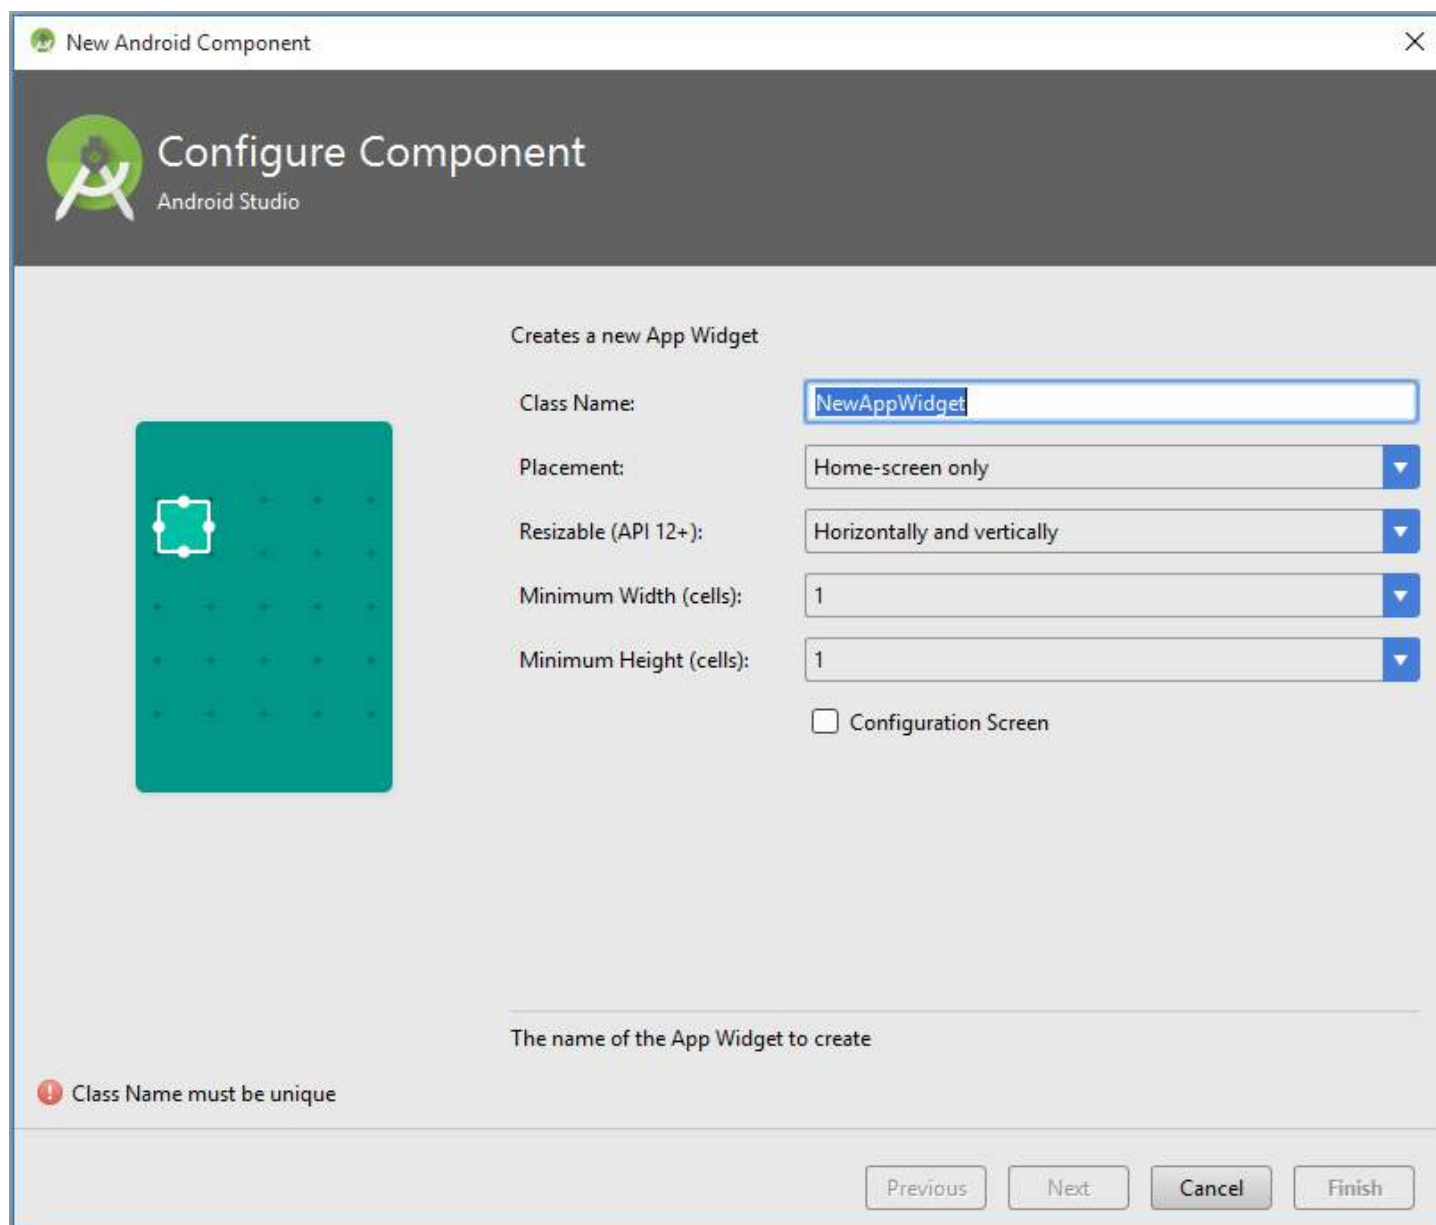 New Android Component
Configure Component
Android Studio
Creates a new App Widget
Class Name: NewAppWidget
Placement: Home-screen only
Resizable (API 12+): Horizontally and vertically
Minimum Width (cells): 1
Minimum Height (cells): 1
Configuration Screen
The name of the App Widget to create
Class Name must be unique
Previous Next Cancel Finish